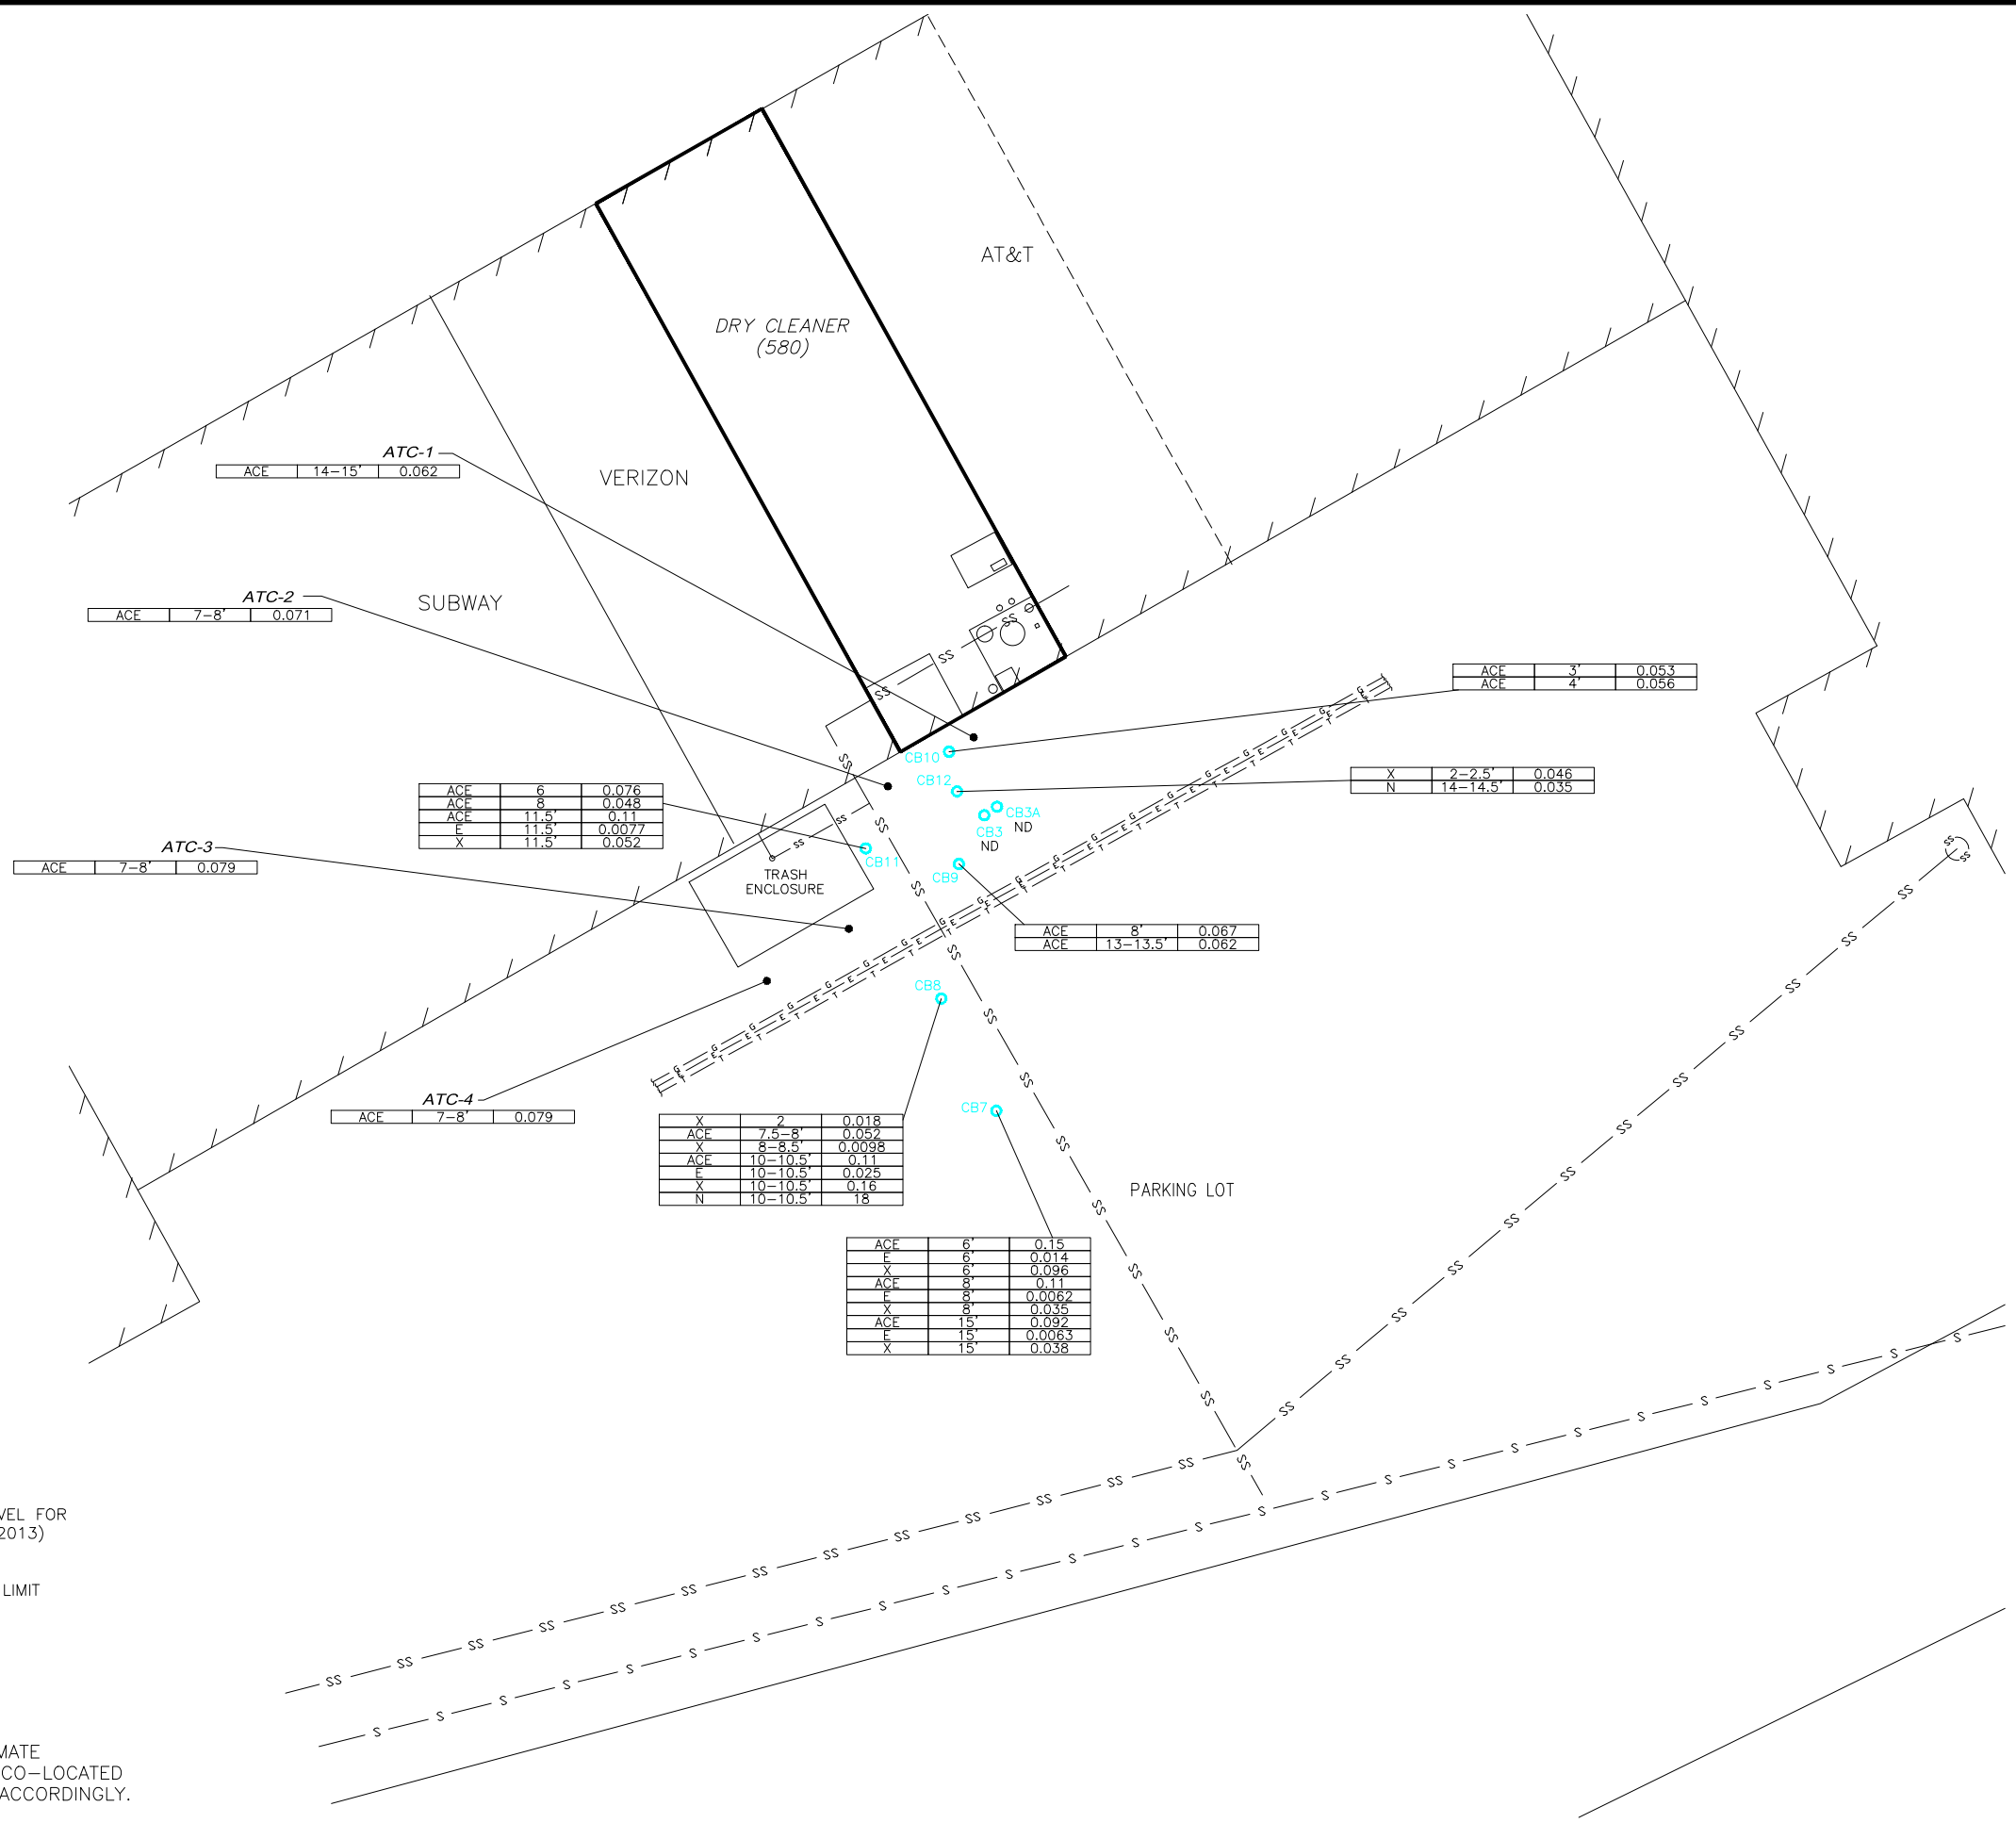 AT&T
DRY CLEANER
(580)
ATC-1
ACE 14-15' 0.062
VERIZON
ATC-2
ACE 7-8' 0.071
SUBWAY
ACE 3' 0.053
ACE 4' 0.056
CB10
CB12
X 2-2.5' 0.046
N 14-14.5' 0.035
CB3A
ND
CB3
ND
ACE 6 0.076
ACE 8 0.048
ACE 11.5' 0.11
E 11.5' 0.0077
X 11.5' 0.052
CB11
CB9
ATC-3
ACE 7-8' 0.079
TRASH
ENCLOSURE
ACE 8' 0.067
ACE 13-13.5' 0.062
CB8
ATC-4
ACE 7-8' 0.079
X 2 0.018
ACE 7.5-8' 0.052
X 8-8.5' 0.0098
ACE 10-10.5' 0.11
E 10-10.5' 0.025
X 10-10.5' 0.16
N 10-10.5' 18
CB7
PARKING LOT
ACE 6' 0.15
E 6' 0.014
X 6' 0.096
ACE 8' 0.11
E 8' 0.0062
X 8' 0.035
ACE 15' 0.092
E 15' 0.0063
X 15' 0.038
VEL FOR
2013)
LIMIT
MATE
CO-LOCATED
ACCORDINGLY.